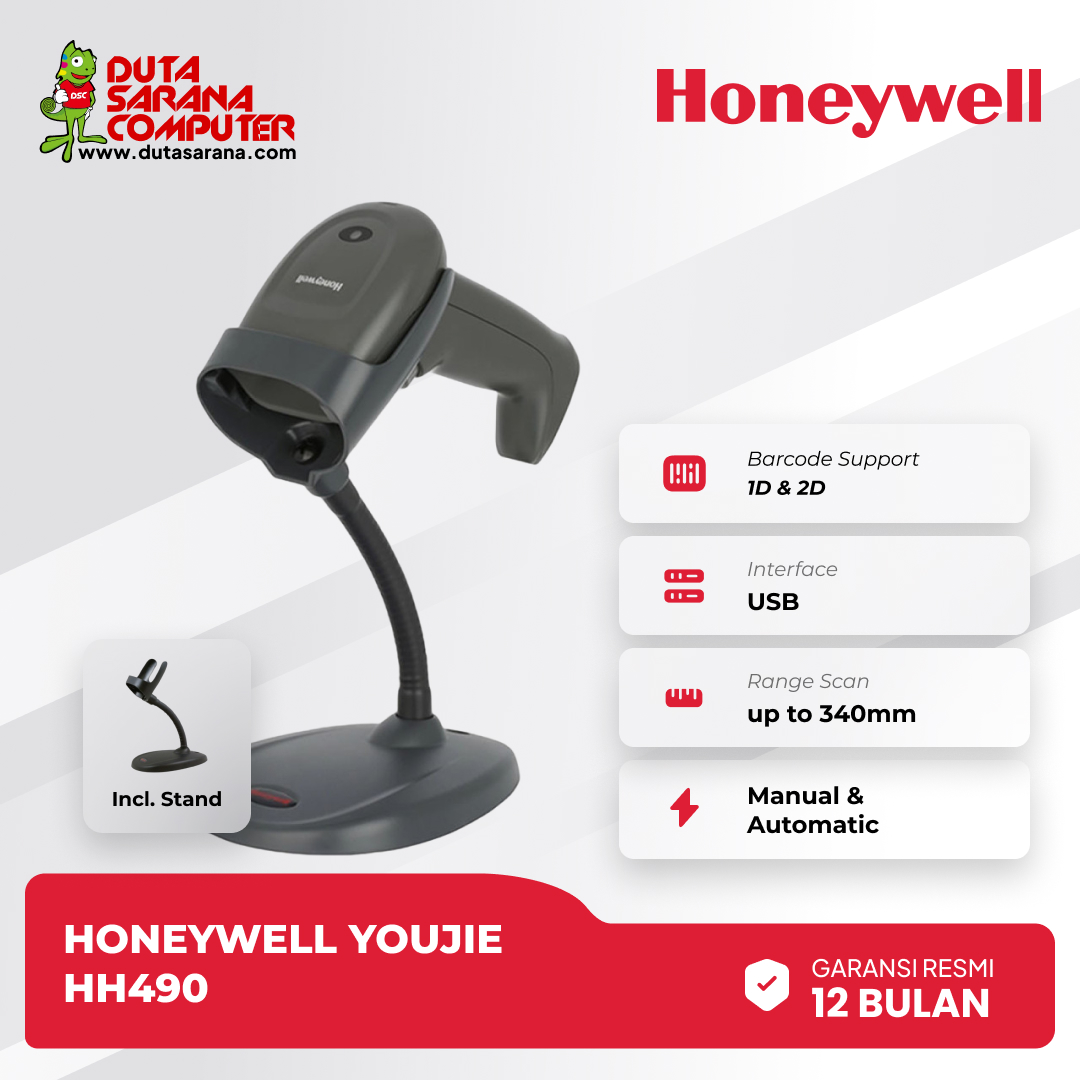 DUTA
SARANA
COMPUTER
DSC
www.dutasarana.com
Honeywell
Honeywell
Barcode Support
1D & 2D
Interface
USB
Range Scan
up to 340mm
Manual &
Automatic
Incl. Stand
HONEYWELL YOUJIE
HH490
GARANSI RESMI
12 BULAN